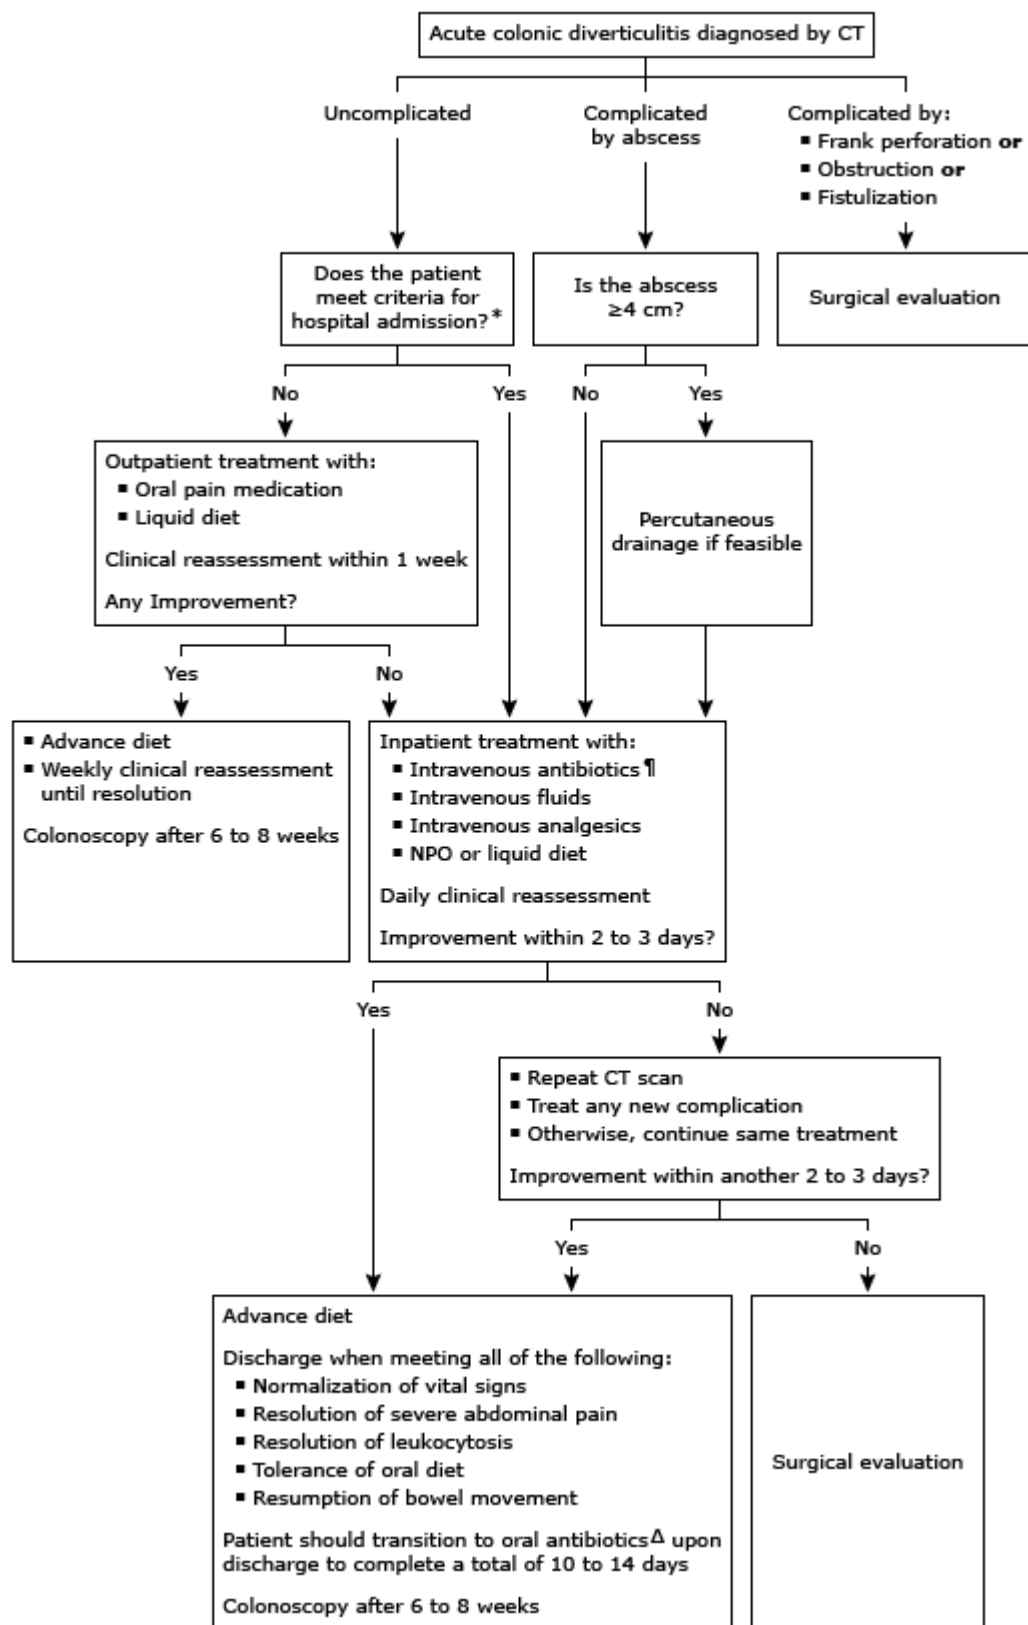 Acute colonic diverticulitis diagnosed by CT
Uncomplicated
Complicated
by abscess
Complicated by:
▪ Frank perforation or
▪ Obstruction or
▪ Fistulization
Does the patient
meet criteria for
hospital admission?*
Is the abscess
≥4 cm?
Surgical evaluation
No
Yes
No
Yes
Outpatient treatment with:
▪ Oral pain medication
▪ Liquid diet
Clinical reassessment within 1 week
Any Improvement?
Percutaneous
drainage if feasible
Yes
No
▪ Advance diet
▪ Weekly clinical reassessment
until resolution
Colonoscopy after 6 to 8 weeks
Inpatient treatment with:
▪ Intravenous antibiotics¶
▪ Intravenous fluids
▪ Intravenous analgesics
▪ NPO or liquid diet
Daily clinical reassessment
Improvement within 2 to 3 days?
Yes
No
▪ Repeat CT scan
▪ Treat any new complication
▪ Otherwise, continue same treatment
Improvement within another 2 to 3 days?
Yes
No
Advance diet
Discharge when meeting all of the following:
▪ Normalization of vital signs
▪ Resolution of severe abdominal pain
▪ Resolution of leukocytosis
▪ Tolerance of oral diet
▪ Resumption of bowel movement
Patient should transition to oral antibioticsΔ upon
discharge to complete a total of 10 to 14 days
Colonoscopy after 6 to 8 weeks
Surgical evaluation